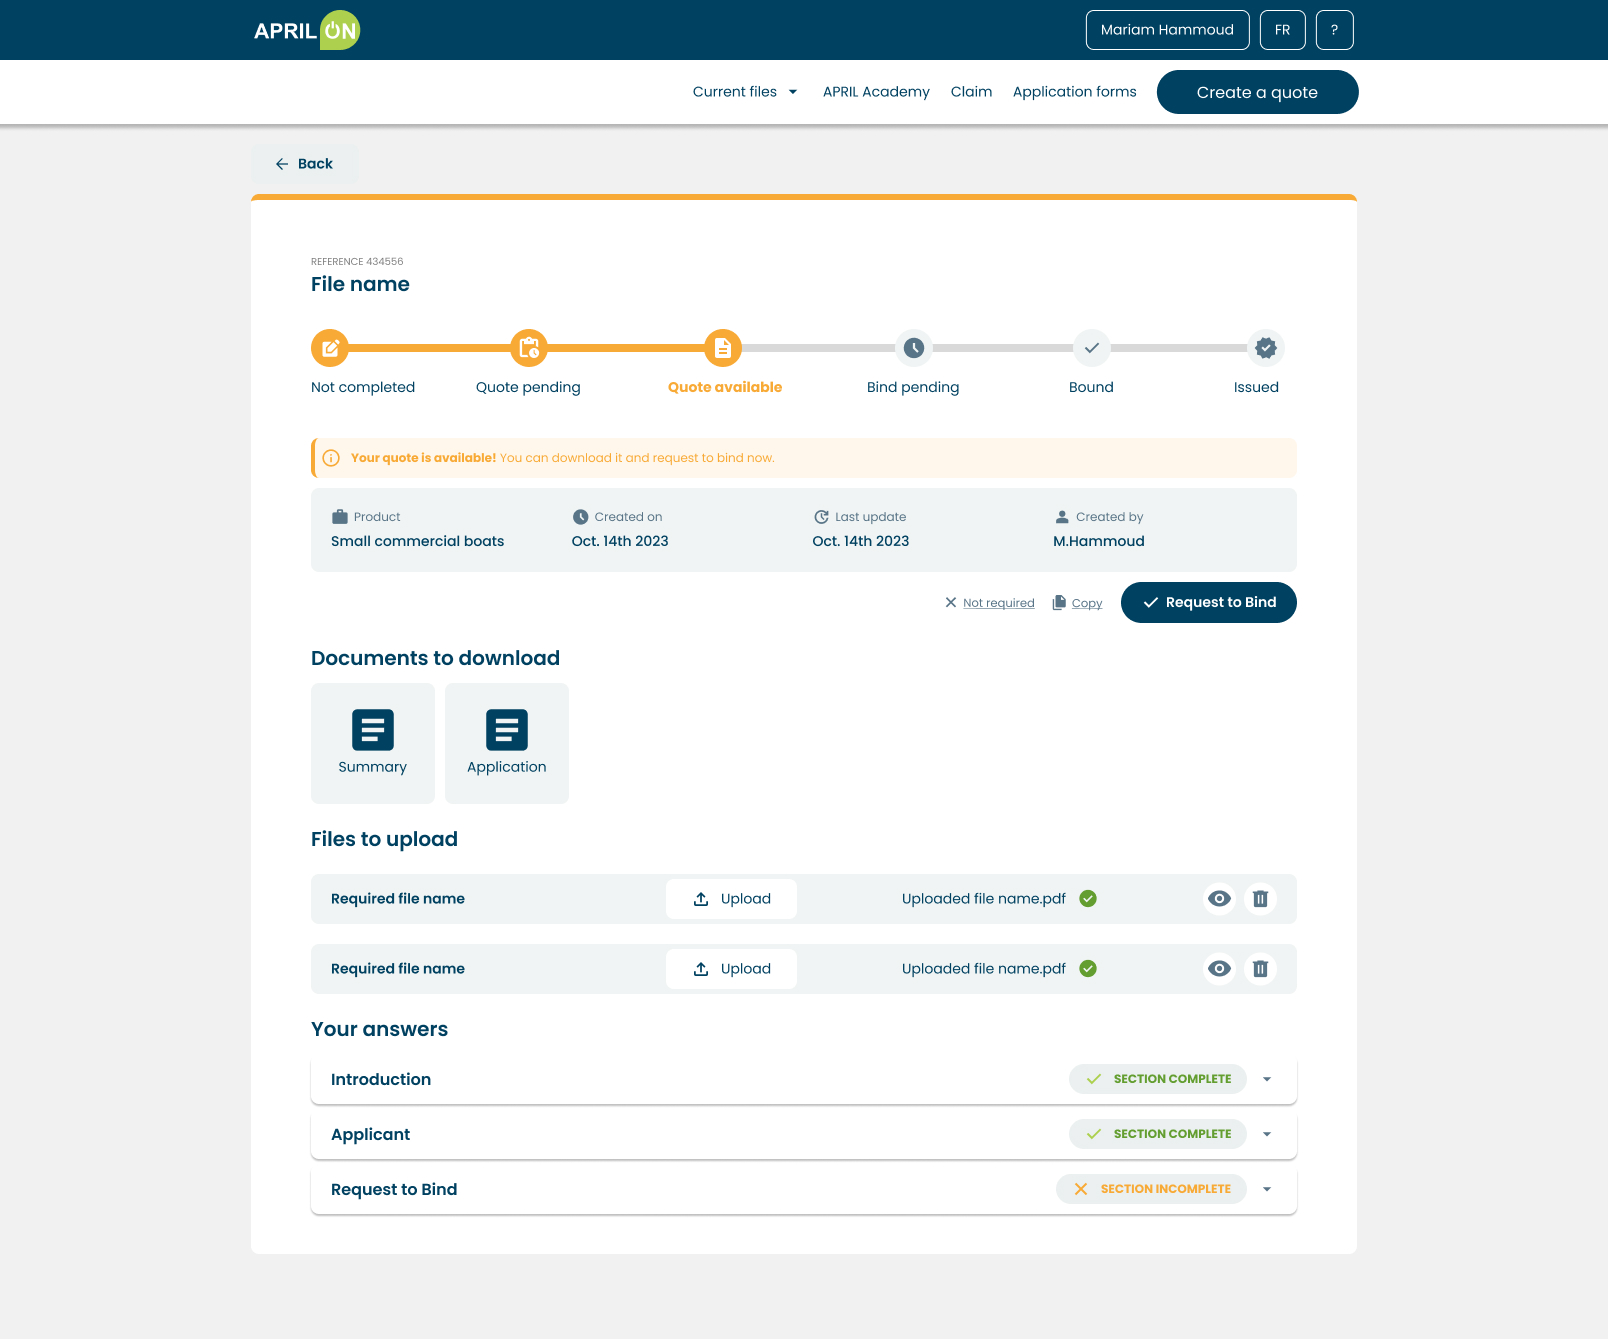 APRIL ON
Mariam Hammoud
FR
?
Current files
APRIL Academy
Claim
Application forms
Create a quote
Back
REFERENCE 434556
File name
Not completed
Quote pending
Quote available
Bind pending
Bound
Issued
Your quote is available! You can download it and request to bind now.
Product
Created on
Last update
Created by
Small commercial boats
Oct. 14th 2023
Oct. 14th 2023
M.Hammoud
Not required
Copy
Request to Bind
Documents to download
Summary
Application
Files to upload
Required file name
Upload
Uploaded file name.pdf
Required file name
Upload
Uploaded file name.pdf
Your answers
Introduction
SECTION COMPLETE
Applicant
SECTION COMPLETE
Request to Bind
SECTION INCOMPLETE